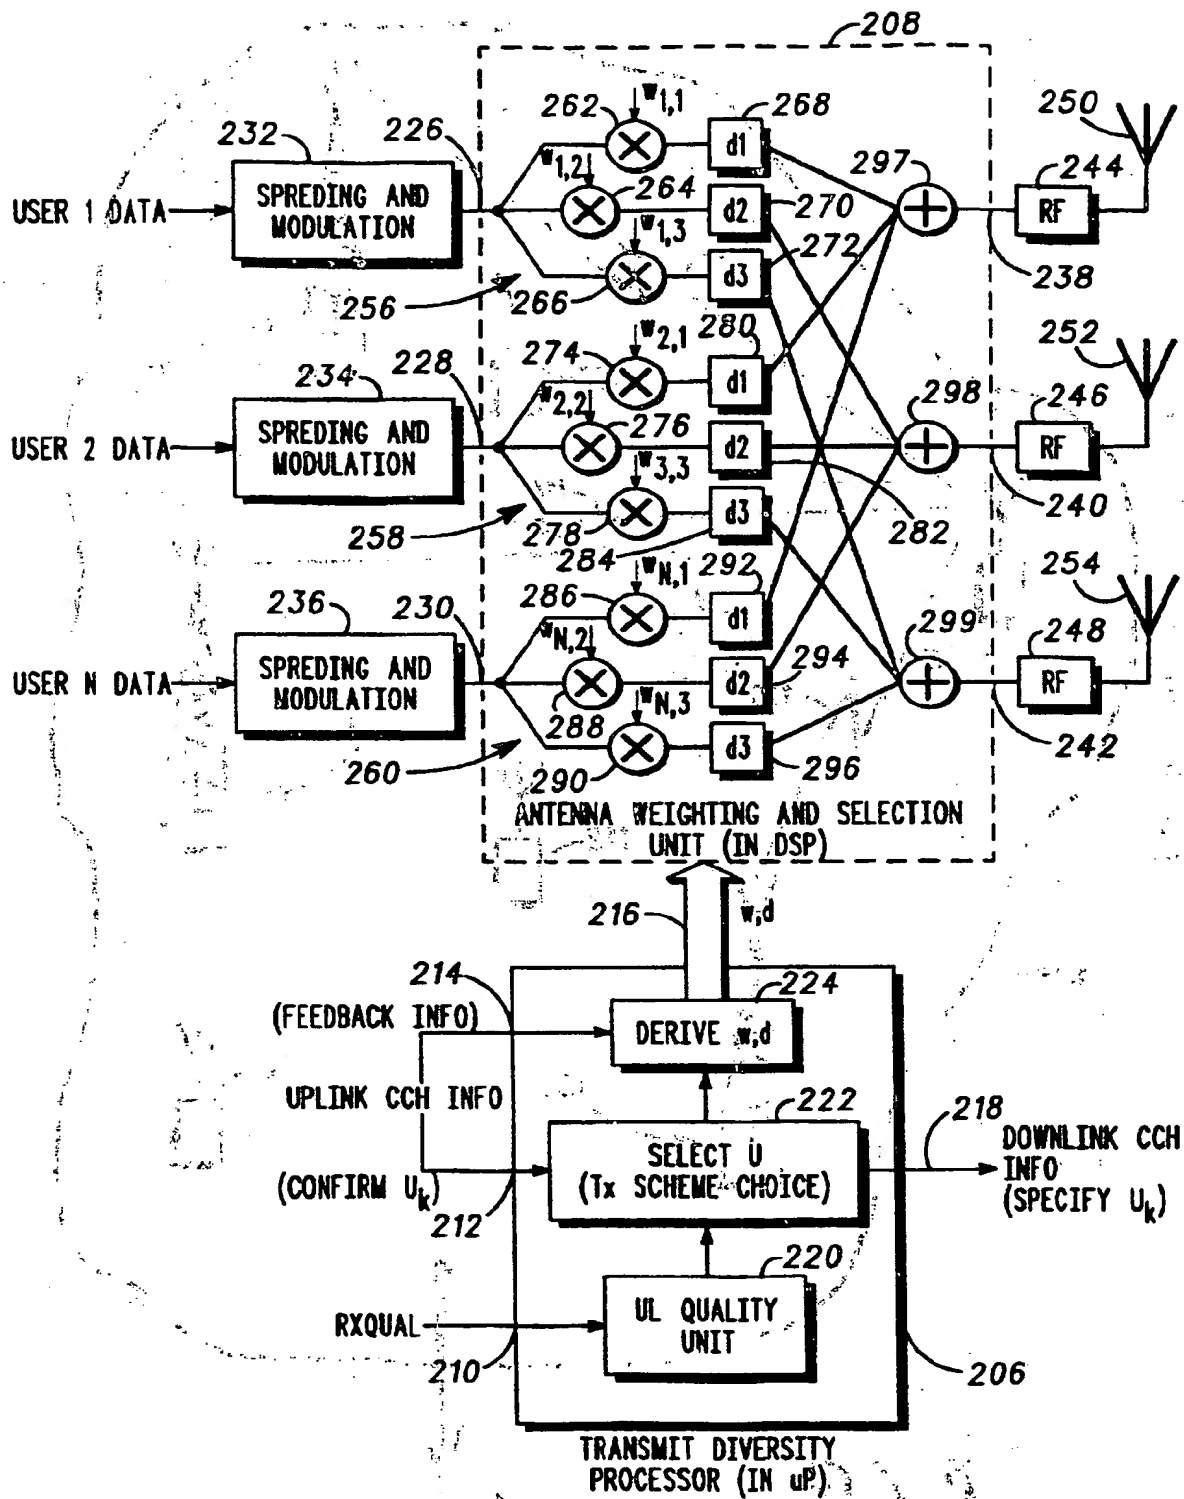 208
262
w1,1
268
250
232
226
w1,2
d1
297
244
USER 1 DATA
SPREDING AND
MODULATION
264
d2
270
RF
w1,3
272
238
256
266
d3
280
w2,1
252
274
234
228
d1
298
246
w2,2
USER 2 DATA
SPREDING AND
MODULATION
276
d2
RF
w3,3
282
240
258
278
284
d3
wN,1
292
254
286
236
230
d1
299
248
wN,2
USER N DATA
SPREDING AND
MODULATION
d2
294
RF
288
wN,3
242
260
290
d3
296
ANTENNA WEIGHTING AND SELECTION
UNIT (IN DSP)
216
w,d
214
224
(FEEDBACK INFO)
DERIVE w,d
UPLINK CCH INFO
222
218
SELECT U
(Tx SCHEME CHOICE)
DOWNLINK CCH
INFO
(SPECIFY Uk)
(CONFIRM Uk)
212
220
RXQUAL
UL QUALITY
UNIT
210
206
TRANSMIT DIVERSITY
PROCESSOR (IN uP)